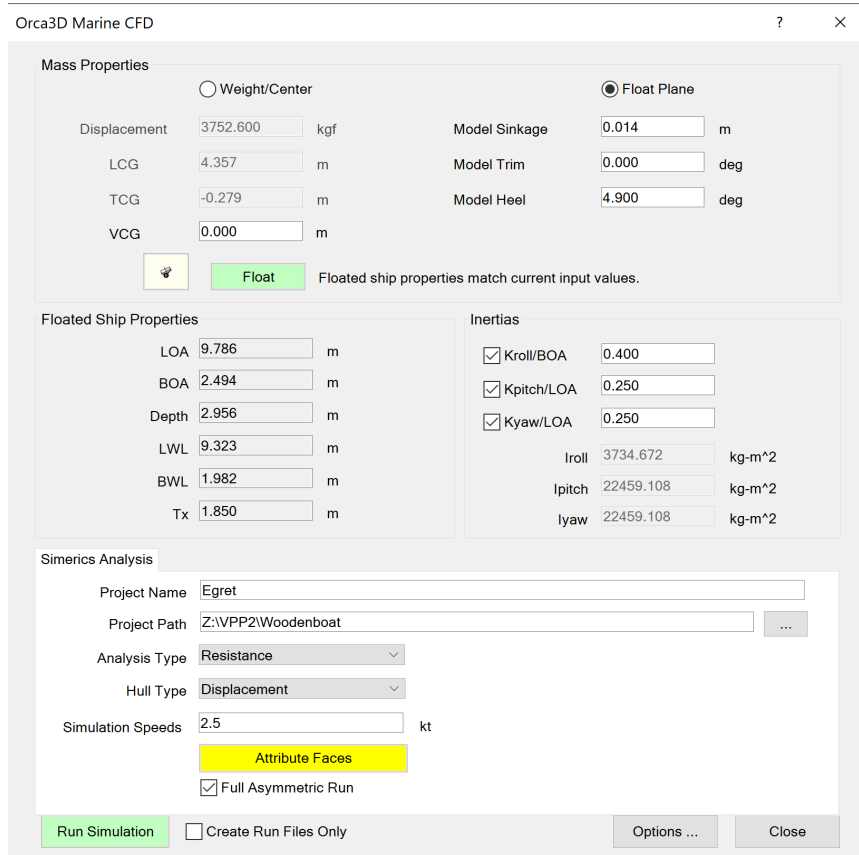 Orca3D Marine CFD ? ×
Mass Properties
Weight/Center Float Plane
Displacement 3752.600 kgf Model Sinkage 0.014 m
LCG 4.357 m Model Trim 0.000 deg
TCG -0.279 m Model Heel 4.900 deg
VCG 0.000 m
Float Floated ship properties match current input values.
Floated Ship Properties
LOA 9.786 m
BOA 2.494 m
Depth 2.956 m
LWL 9.323 m
BWL 1.982 m
Tx 1.850 m
Inertias
Kroll/BOA 0.400
Kpitch/LOA 0.250
Kyaw/LOA 0.250
Iroll 3734.672 kg-m^2
Ipitch 22459.108 kg-m^2
Iyaw 22459.108 kg-m^2
Simerics Analysis
Project Name Egret
Project Path Z:\VPP2\Woodenboat ...
Analysis Type Resistance
Hull Type Displacement
Simulation Speeds 2.5 kt
Attribute Faces
Full Asymmetric Run
Run Simulation Create Run Files Only Options ... Close